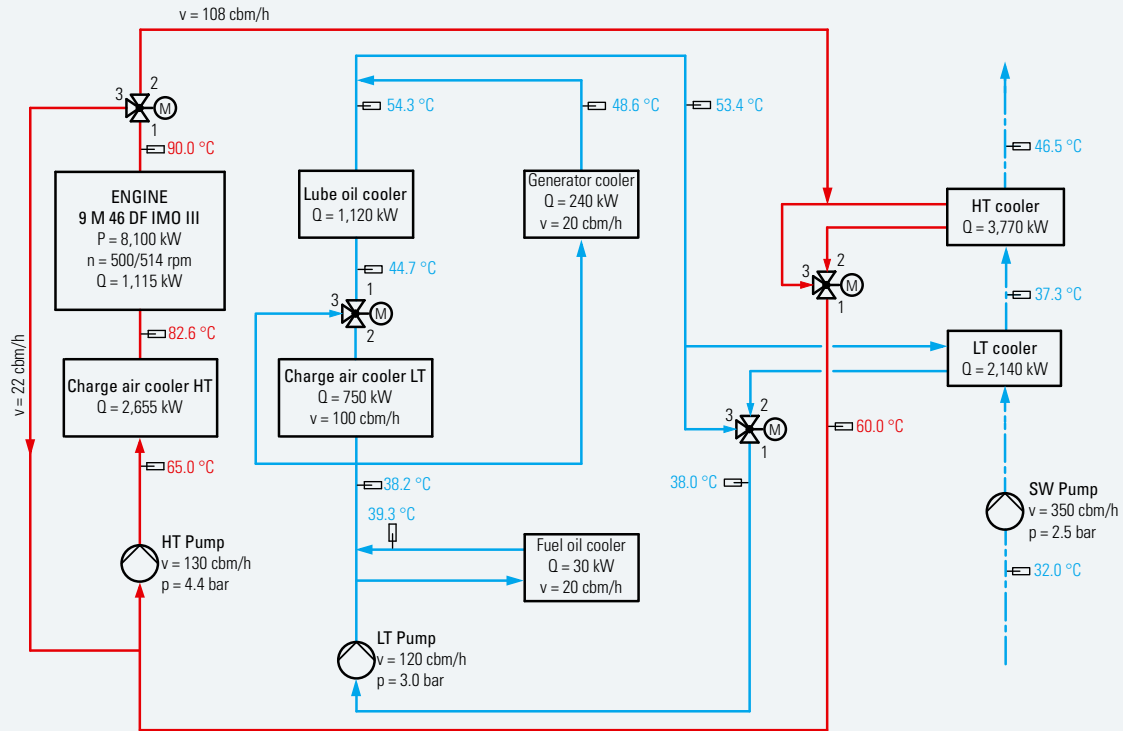 v = 108 cbm/h
3
2
M
1
90.0 °C
ENGINE
9 M 46 DF IMO III
P = 8,100 kW
n = 500/514 rpm
Q = 1,115 kW
82.6 °C
Charge air cooler HT
Q = 2,655 kW
v = 22 cbm/h
65.0 °C
HT Pump
v = 130 cbm/h
p = 4.4 bar
54.3 °C
48.6 °C
53.4 °C
Lube oil cooler
Q = 1,120 kW
Generator cooler
Q = 240 kW
v = 20 cbm/h
44.7 °C
1
3
M
2
Charge air cooler LT
Q = 750 kW
v = 100 cbm/h
38.2 °C
39.3 °C
Fuel oil cooler
Q = 30 kW
v = 20 cbm/h
LT Pump
v = 120 cbm/h
p = 3.0 bar
46.5 °C
HT cooler
Q = 3,770 kW
3
2
M
1
37.3 °C
LT cooler
Q = 2,140 kW
3
2
M
1
60.0 °C
38.0 °C
SW Pump
v = 350 cbm/h
p = 2.5 bar
32.0 °C